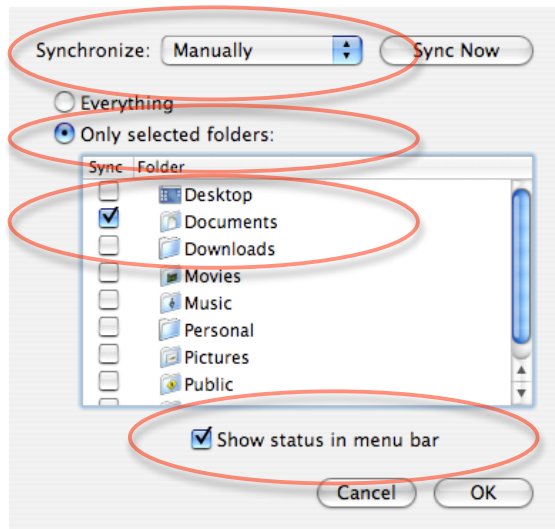 Synchronize: Manually Sync Now
Everything
Only selected folders:
Sync Folder
Desktop
Documents
Downloads
Movies
Music
Personal
Pictures
Public
Show status in menu bar
Cancel OK